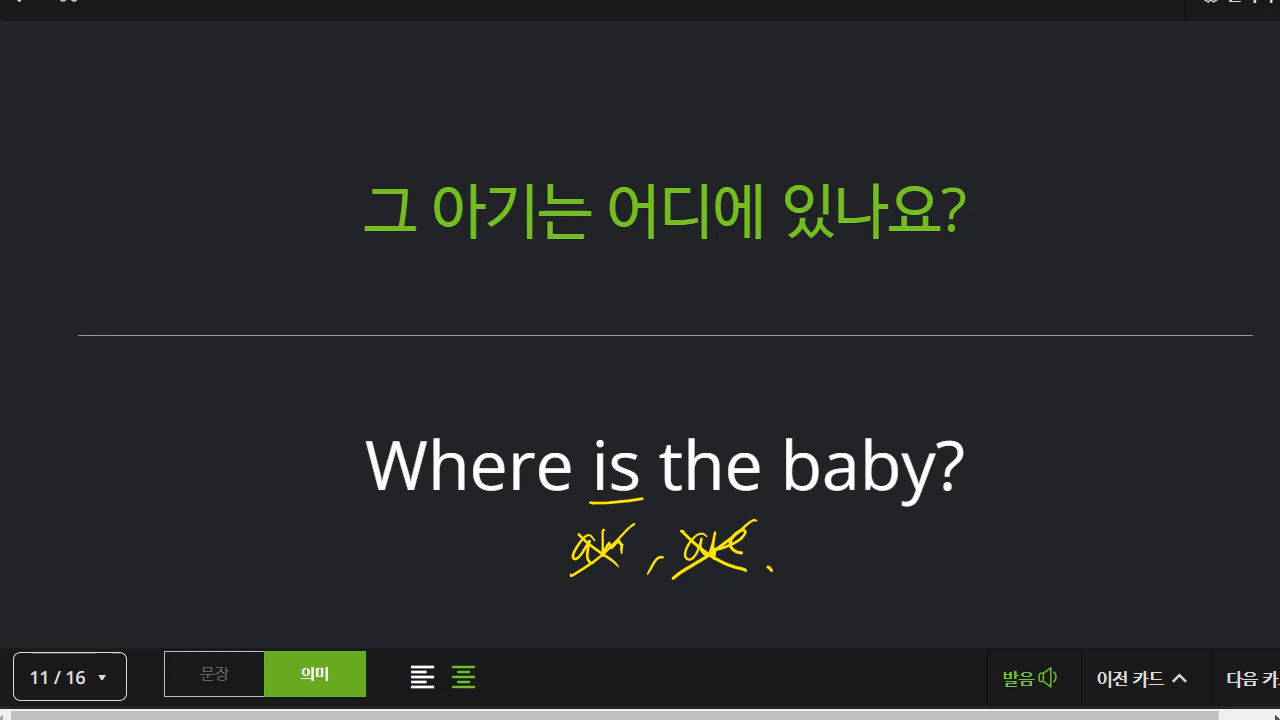 그 아기는 어디에 있나요?
Where is the baby?
am, are.
11 / 16
문장
의미
발음
이전 카드
다음